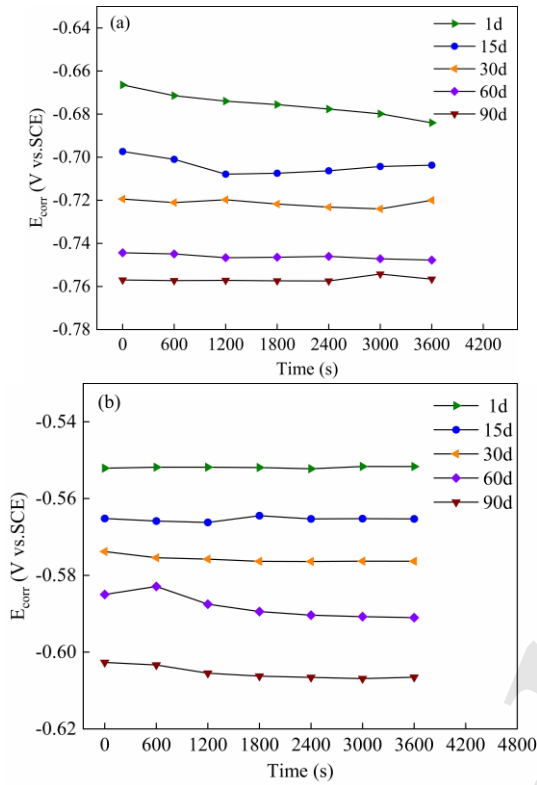 (a)
1d
15d
30d
60d
90d
-0.64
-0.66
-0.68
-0.70
-0.72
-0.74
-0.76
-0.78
E_corr (V vs.SCE)
0 600 1200 1800 2400 3000 3600 4200
Time (s)
(b)
1d
15d
30d
60d
90d
-0.54
-0.56
-0.58
-0.60
-0.62
E_corr (V vs.SCE)
0 600 1200 1800 2400 3000 3600 4200 4800
Time (s)